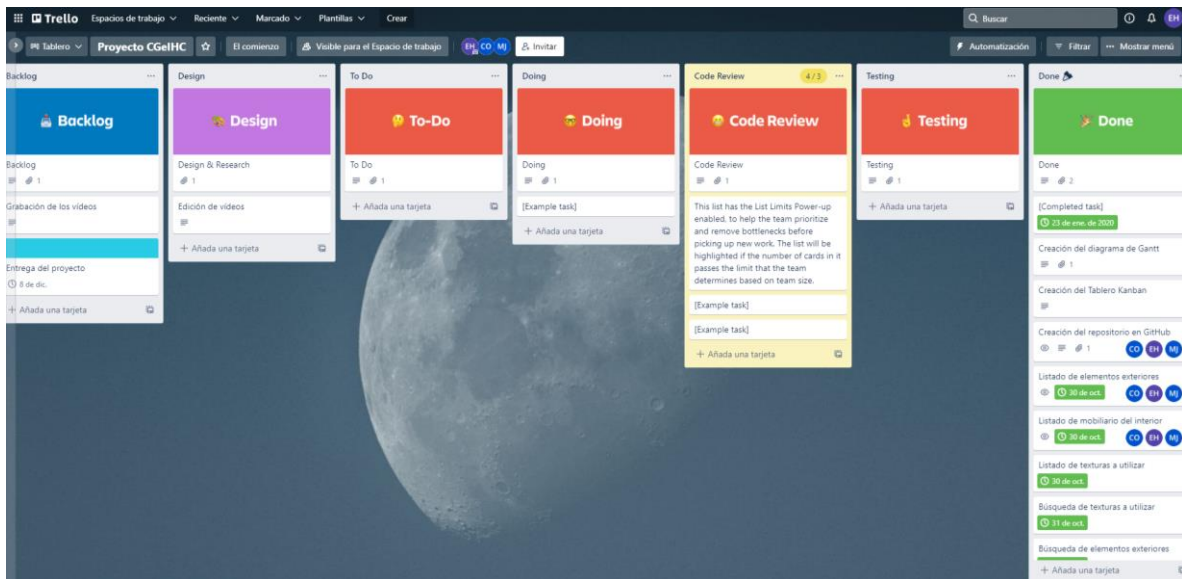 Trello Espacios de trabajo Reciente Marcado Plantillas Crear Buscar EH
Tablero Proyecto CGeIHC El comienzo Visible para el Espacio de trabajo EH CO MJ Invitar Automatización Filtrar Mostrar menú
Backlog
Backlog
Backlog
1
Grabación de los vídeos
Entrega del proyecto
8 de dic.
+ Añada una tarjeta
Design
Design
Design & Research
1
Edición de vídeos
+ Añada una tarjeta
To Do
To-Do
To Do
1
+ Añada una tarjeta
Doing
Doing
Doing
1
[Example task]
+ Añada una tarjeta
Code Review 4/3
Code Review
Code Review
1
This list has the List Limits Power-up
enabled, to help the team prioritize
and remove bottlenecks before
picking up new work. The list will be
highlighted if the number of cards in it
passes the limit that the team
determines based on team size.
[Example task]
[Example task]
+ Añada una tarjeta
Testing
Testing
Testing
1
+ Añada una tarjeta
Done
Done
Done
2
[Completed task]
23 de ene. de 2020
Creación del diagrama de Gantt
1
Creación del Tablero Kanban
Creación del repositorio en GitHub
1 CO EH MJ
Listado de elementos exteriores
30 de oct. CO EH MJ
Listado de mobiliario del interior
30 de oct. CO EH MJ
Listado de texturas a utilizar
30 de oct.
Búsqueda de texturas a utilizar
31 de oct.
Búsqueda de elementos exteriores
+ Añada una tarjeta